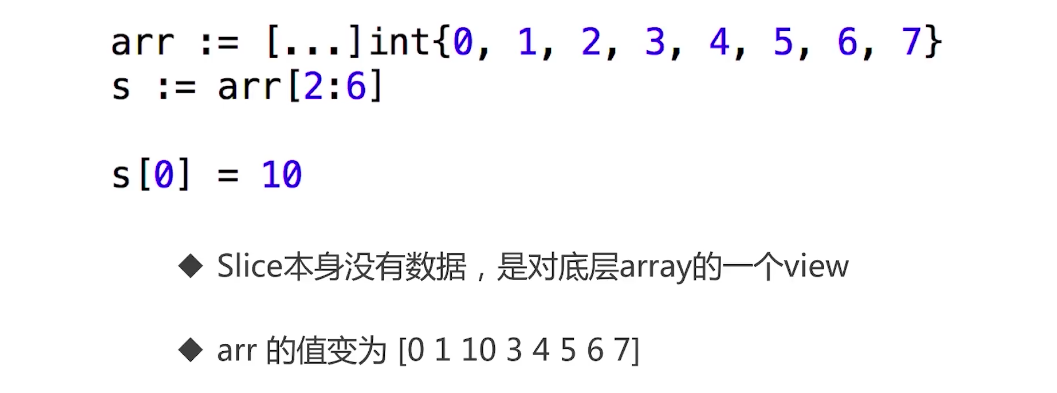 arr := [...]int{0, 1, 2, 3, 4, 5, 6, 7}
s := arr[2:6]
s[0] = 10
◆ Slice本身没有数据，是对底层array的一个view
◆ arr 的值变为 [0 1 10 3 4 5 6 7]